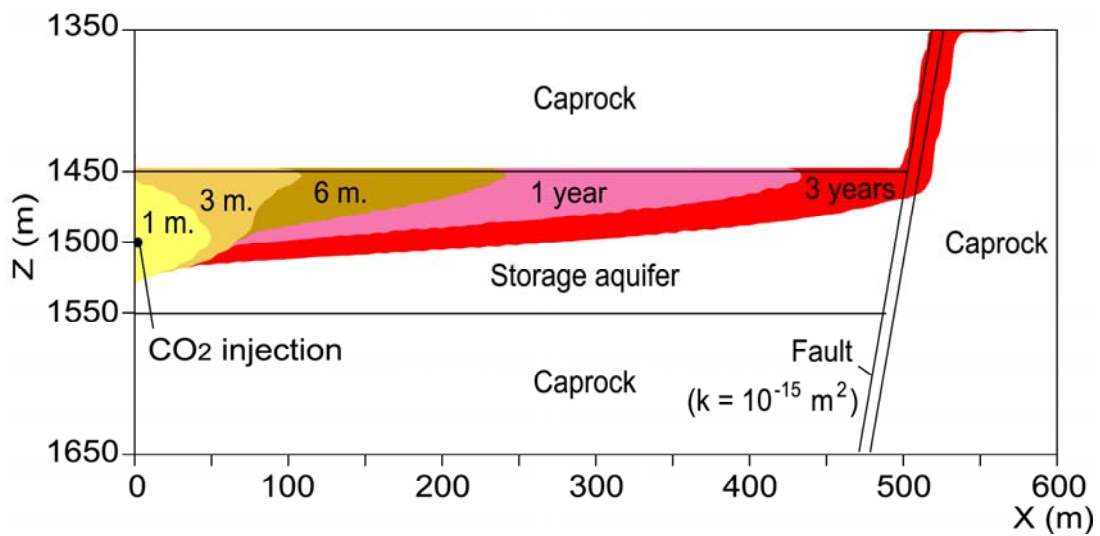 1350
Caprock
1450
3 m.
6 m.
1 year
3 years
1 m.
1500
Z (m)
Storage aquifer
Caprock
1550
CO2 injection
Fault
(k = 10⁻¹⁵ m²)
Caprock
1650
0
100
200
300
400
500
600
X (m)